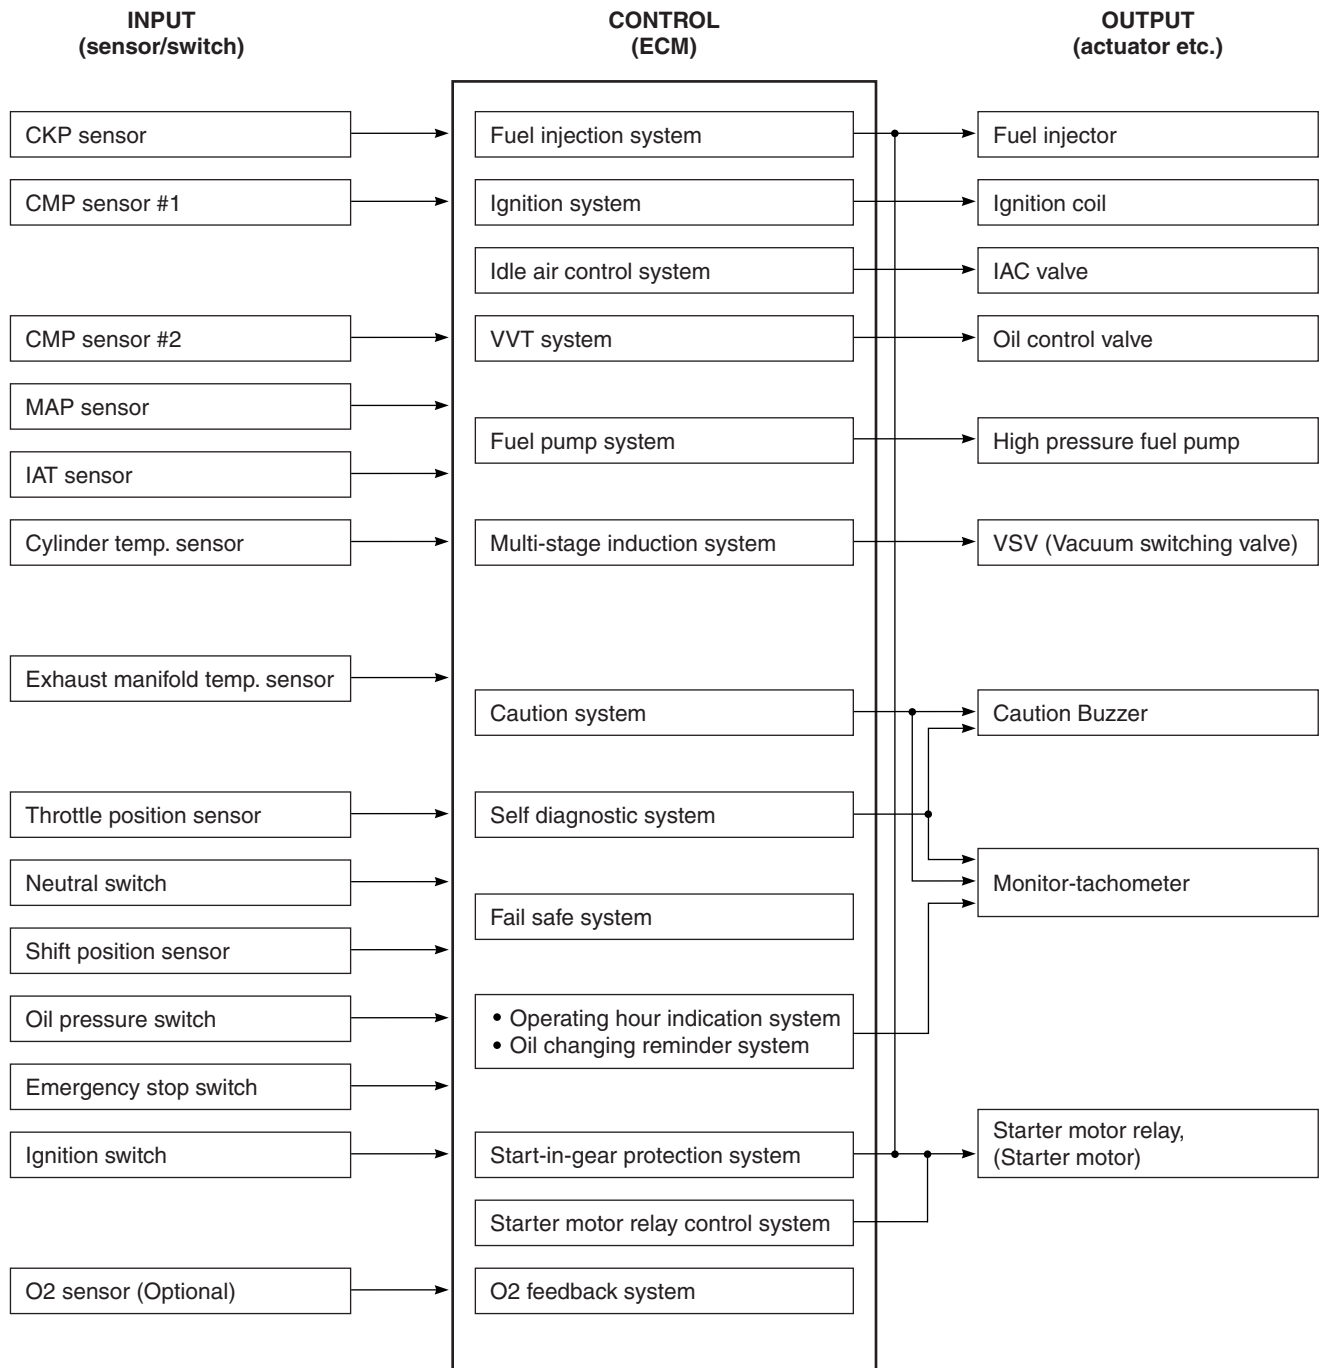 INPUT
(sensor/switch)
CONTROL
(ECM)
OUTPUT
(actuator etc.)
CKP sensor
Fuel injection system
Fuel injector
CMP sensor #1
Ignition system
Ignition coil
Idle air control system
IAC valve
CMP sensor #2
VVT system
Oil control valve
MAP sensor
Fuel pump system
High pressure fuel pump
IAT sensor
Cylinder temp. sensor
Multi-stage induction system
VSV (Vacuum switching valve)
Exhaust manifold temp. sensor
Caution system
Caution Buzzer
Throttle position sensor
Self diagnostic system
Neutral switch
Monitor-tachometer
Fail safe system
Shift position sensor
Oil pressure switch
• Operating hour indication system
• Oil changing reminder system
Emergency stop switch
Ignition switch
Start-in-gear protection system
Starter motor relay,
(Starter motor)
Starter motor relay control system
O2 sensor (Optional)
O2 feedback system